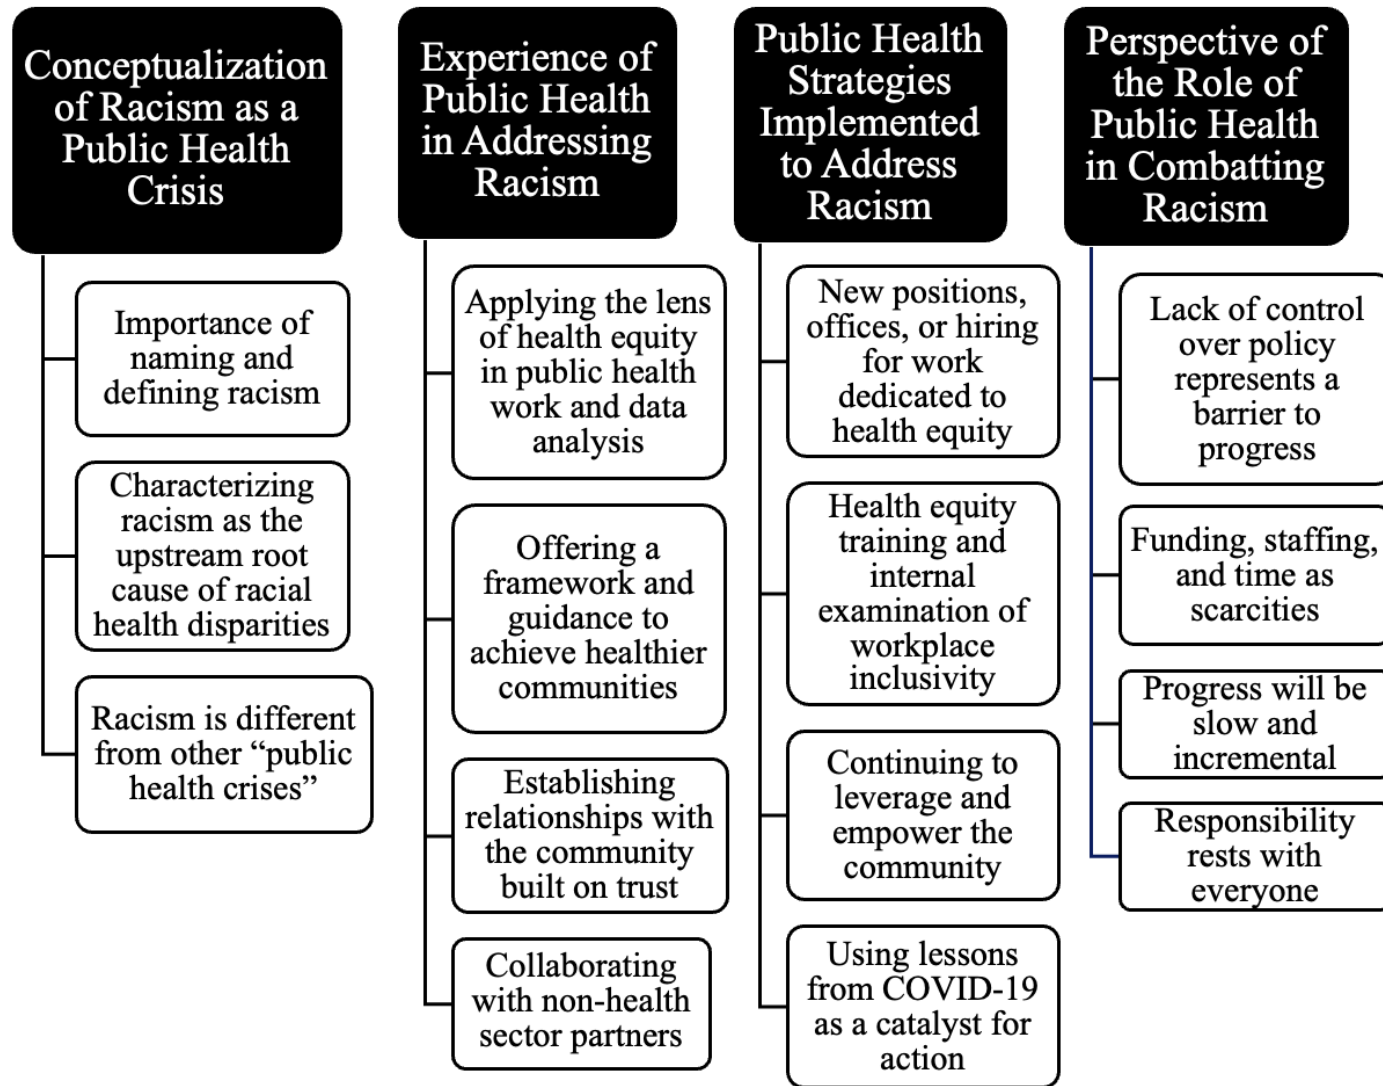 Conceptualization
of Racism as a
Public Health
Crisis
Importance of
naming and
defining racism
Characterizing
racism as the
upstream root
cause of racial
health disparities
Racism is different
from other “public
health crises”
Experience of
Public Health
in Addressing
Racism
Applying the lens
of health equity
in public health
work and data
analysis
Offering a
framework and
guidance to
achieve healthier
communities
Establishing
relationships with
the community
built on trust
Collaborating
with non-health
sector partners
Public Health
Strategies
Implemented
to Address
Racism
New positions,
offices, or hiring
for work
dedicated to
health equity
Health equity
training and
internal
examination of
workplace
inclusivity
Continuing to
leverage and
empower the
community
Using lessons
from COVID-19
as a catalyst for
action
Perspective of
the Role of
Public Health
in Combatting
Racism
Lack of control
over policy
represents a
barrier to
progress
Funding, staffing,
and time as
scarcities
Progress will be
slow and
incremental
Responsibility
rests with
everyone